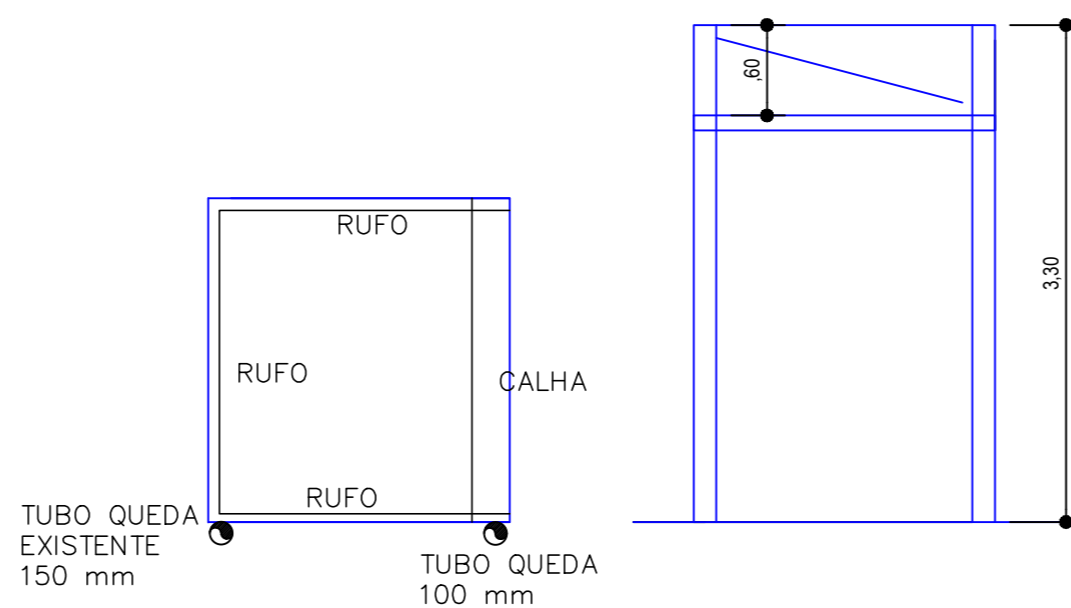 ,60
RUFO
3,30
RUFO
CALHA
RUFO
TUBO QUEDA
EXISTENTE
150 mm
TUBO QUEDA
100 mm